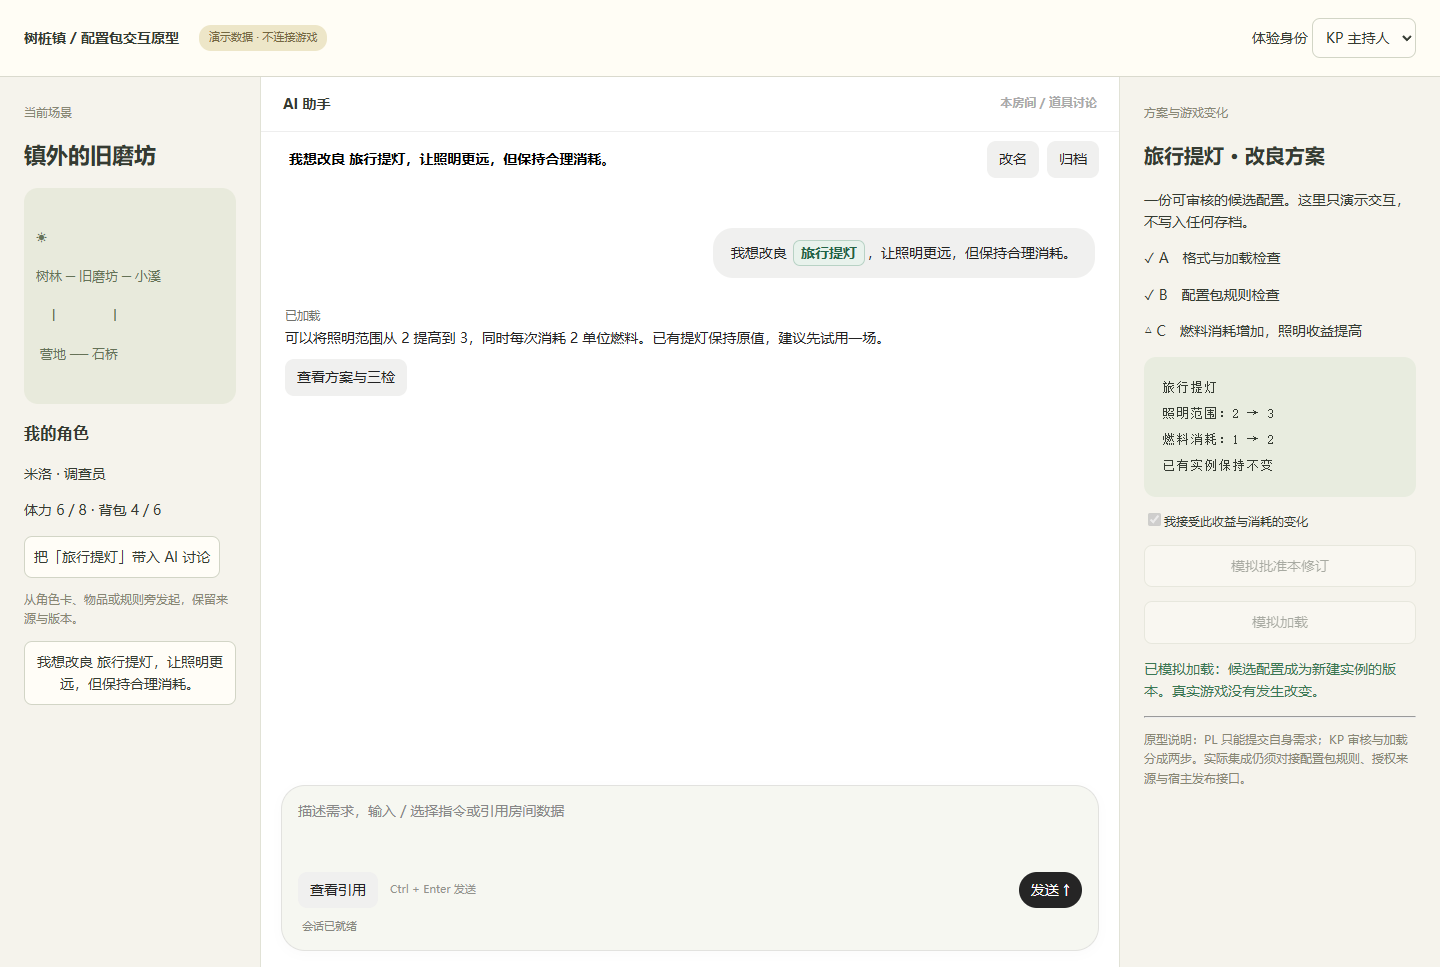 树桩镇 / 配置包交互原型
演示数据 · 不连接游戏
体验身份
KP 主持人
当前场景
镇外的旧磨坊
☀
树林 — 旧磨坊 — 小溪
| |
营地 —— 石桥
我的角色
米洛 · 调查员
体力 6 / 8 · 背包 4 / 6
把「旅行提灯」带入 AI 讨论
从角色卡、物品或规则旁发起，保留来
源与版本。
我想改良 旅行提灯，让照明更
远，但保持合理消耗。
AI 助手
本房间 / 道具讨论
我想改良 旅行提灯，让照明更远，但保持合理消耗。
改名
归档
我想改良 旅行提灯 ，让照明更远，但保持合理消耗。
已加载
可以将照明范围从 2 提高到 3，同时每次消耗 2 单位燃料。已有提灯保持原值，建议先试用一场。
查看方案与三检
描述需求，输入 / 选择指令或引用房间数据
查看引用
Ctrl + Enter 发送
发送 ↑
会话已就绪
方案与游戏变化
旅行提灯 · 改良方案
一份可审核的候选配置。这里只演示交互，
不写入任何存档。
✓ A 格式与加载检查
✓ B 配置包规则检查
△ C 燃料消耗增加，照明收益提高
旅行提灯
照明范围：2 → 3
燃料消耗：1 → 2
已有实例保持不变
我接受此收益与消耗的变化
模拟批准本修订
模拟加载
已模拟加载：候选配置成为新建实例的版
本。真实游戏没有发生改变。
原型说明：PL 只能提交自身需求；KP 审核与加载
分成两步。实际集成仍须对接配置包规则、授权来
源与宿主发布接口。